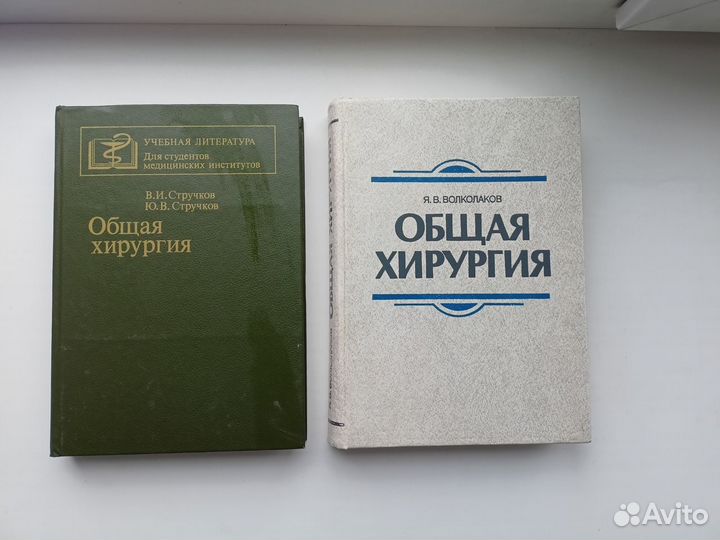 УЧЕБНАЯ ЛИТЕРАТУРА
Для студентов
медицинских институтов
В.И.Стручков
Ю.В.Стручков
Общая
хирургия
Я. В. ВОЛКОЛАКОВ
ОБЩАЯ
ХИРУРГИЯ
Avito